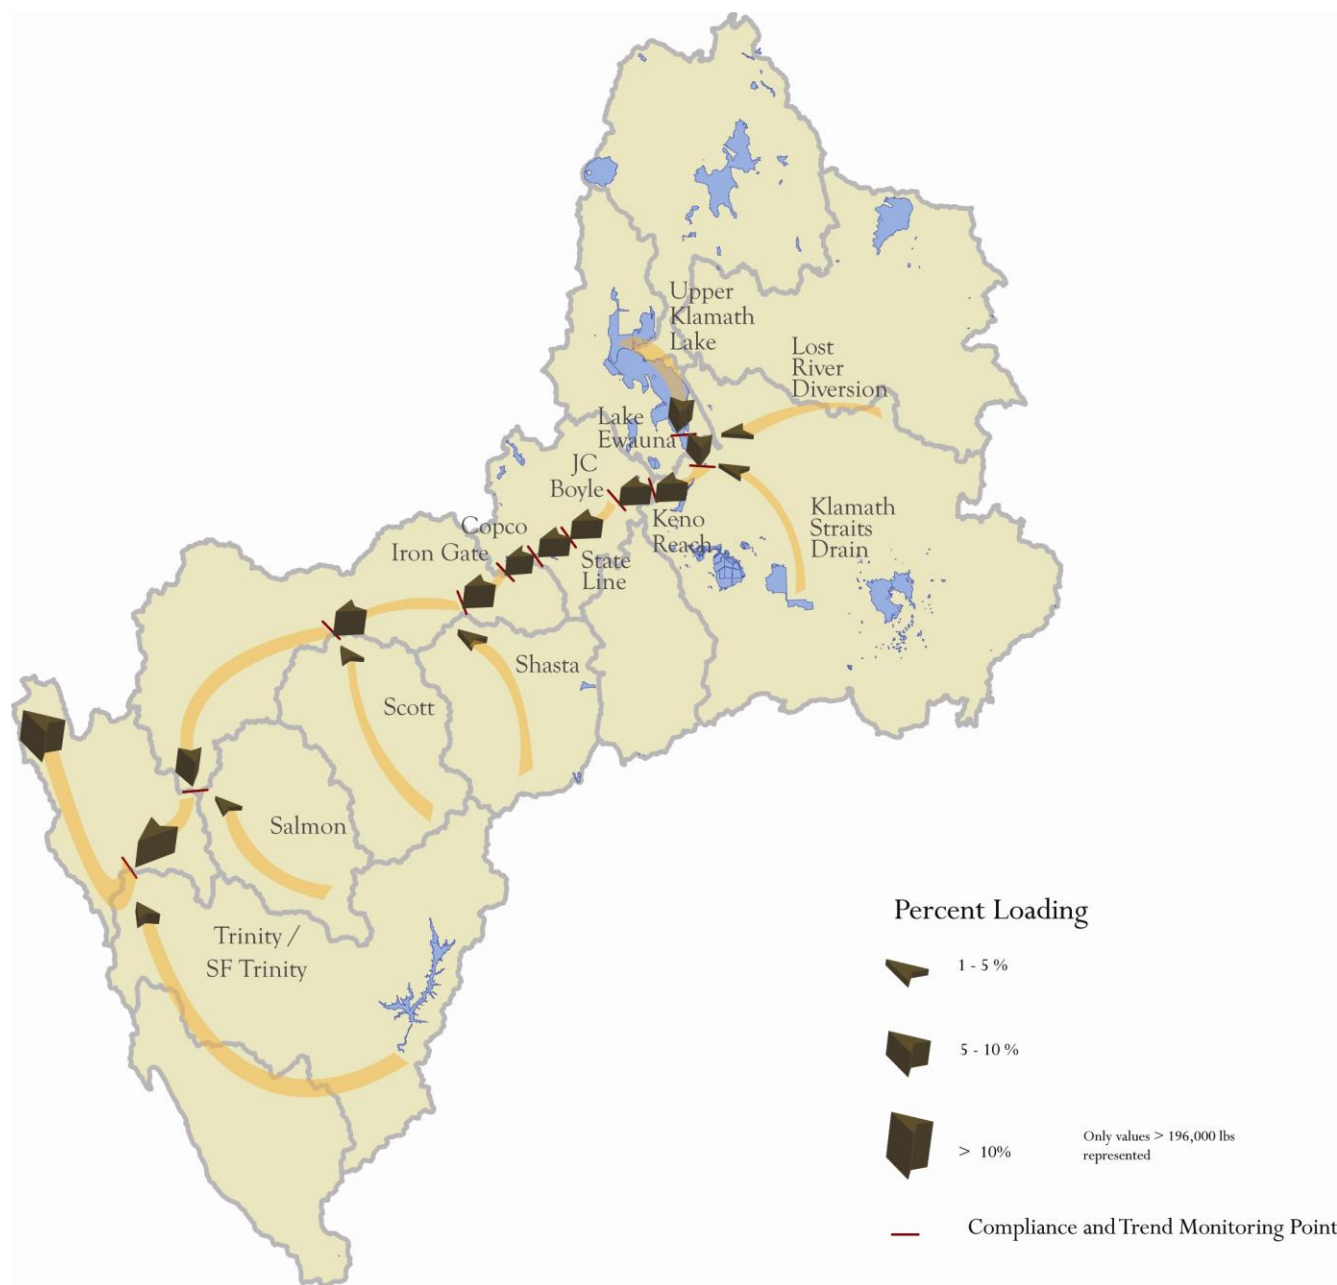 Upper
Klamath
Lake
Lost
River
Diversion
Lake
Ewauna
JC
Boyle
Klamath
Straits
Drain
Keno
Reach
Copco
Iron Gate
State
Line
Shasta
Scott
Salmon
Trinity /
SF Trinity
Percent Loading
1 - 5 %
5 - 10 %
> 10%
Only values > 196,000 lbs
represented
Compliance and Trend Monitoring Point